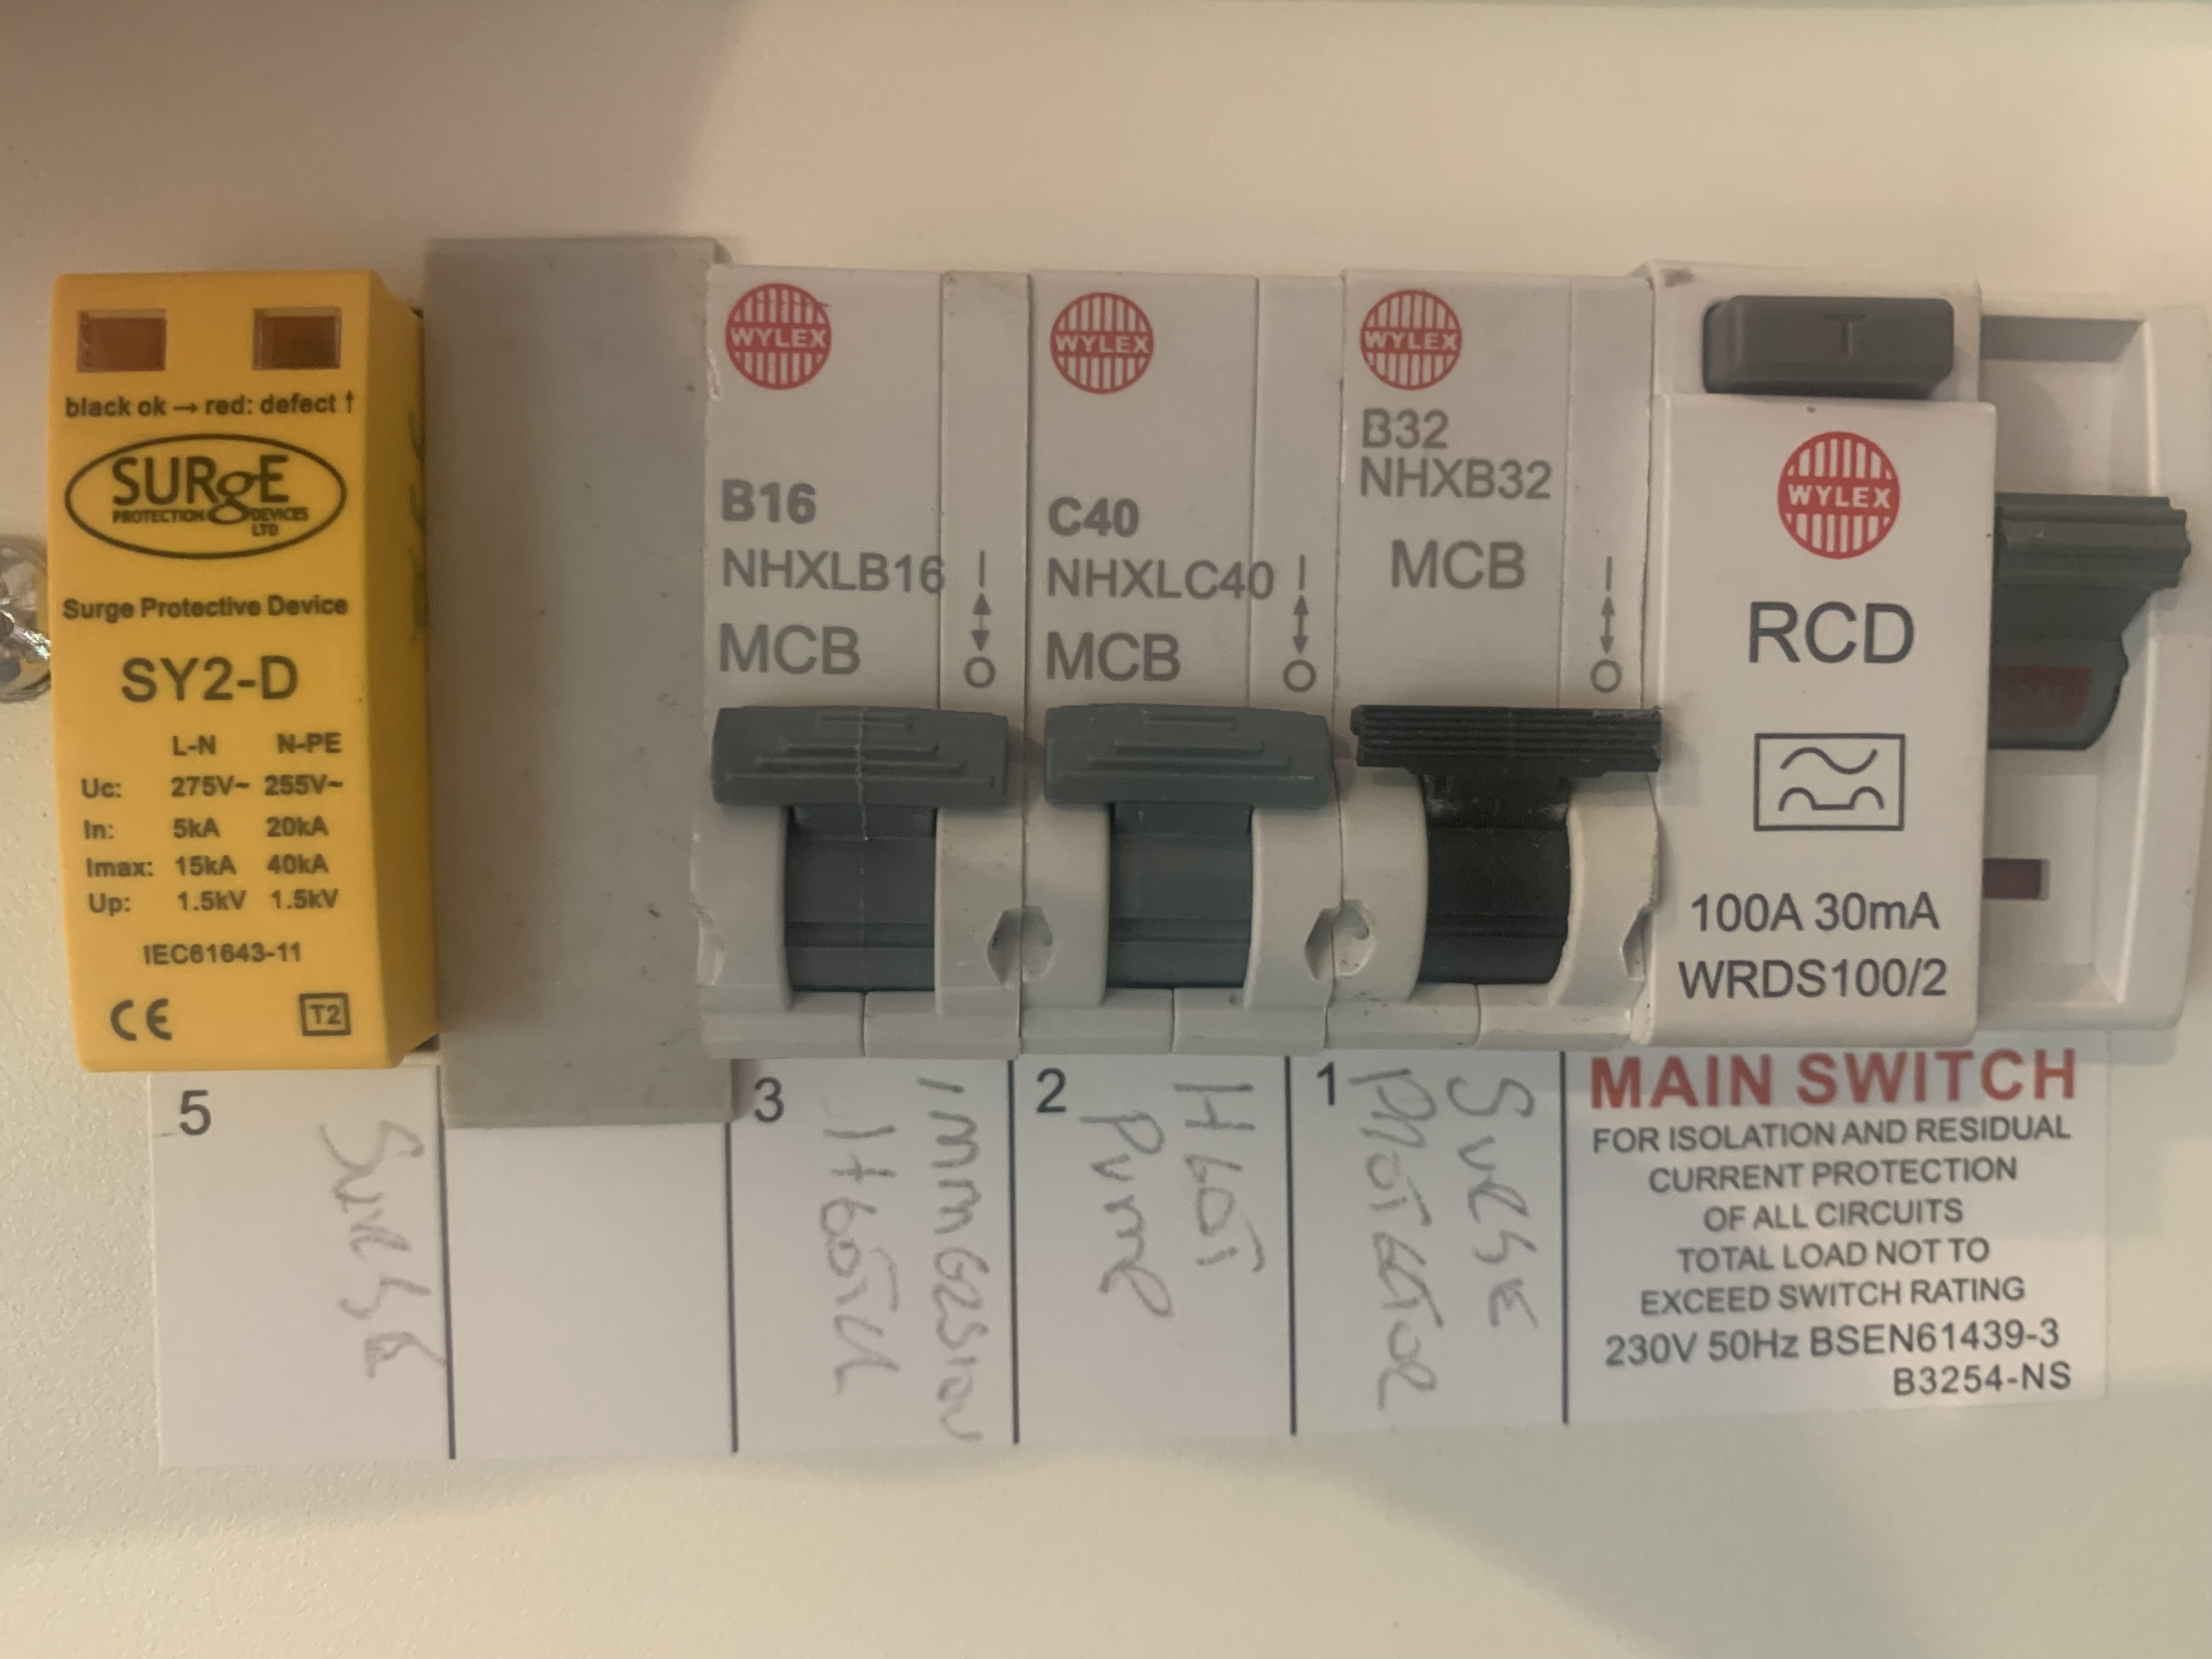 black ok → red: defect ↑
SURgE
PROTECTION DEVICES
LTD
Surge Protective Device
SY2-D
L-N N-PE
Uc: 275V~ 255V~
In: 5kA 20kA
Imax: 15kA 40kA
Up: 1.5kV 1.5kV
IEC61643-11
CE T2
WYLEX
B16
NHXLB16
MCB
I
O
WYLEX
C40
NHXLC40
MCB
I
O
WYLEX
B32
NHXB32
MCB
I
O
T
WYLEX
RCD
100A 30mA
WRDS100/2
5
SURGE
3
IMMERSION
HEATER
2
HEAT
PUMP
1
SURGE
PROTECTOR
MAIN SWITCH
FOR ISOLATION AND RESIDUAL
CURRENT PROTECTION
OF ALL CIRCUITS
TOTAL LOAD NOT TO
EXCEED SWITCH RATING
230V 50Hz BSEN61439-3
B3254-NS